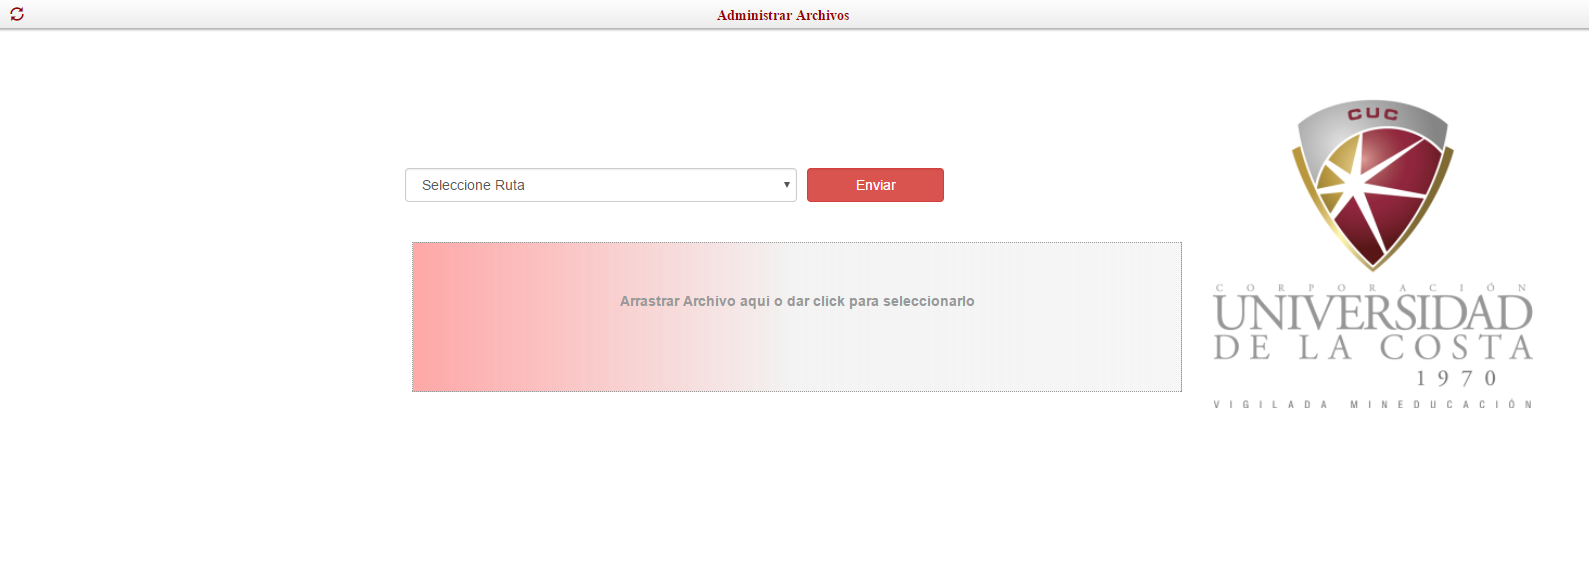 Administrar Archivos
Seleccione Ruta
Enviar
Arrastrar Archivo aqui o dar click para seleccionarlo
CUC
CORPORACIÓN
UNIVERSIDAD
DE LA COSTA
1970
VIGILADA MINEDUCACIÓN